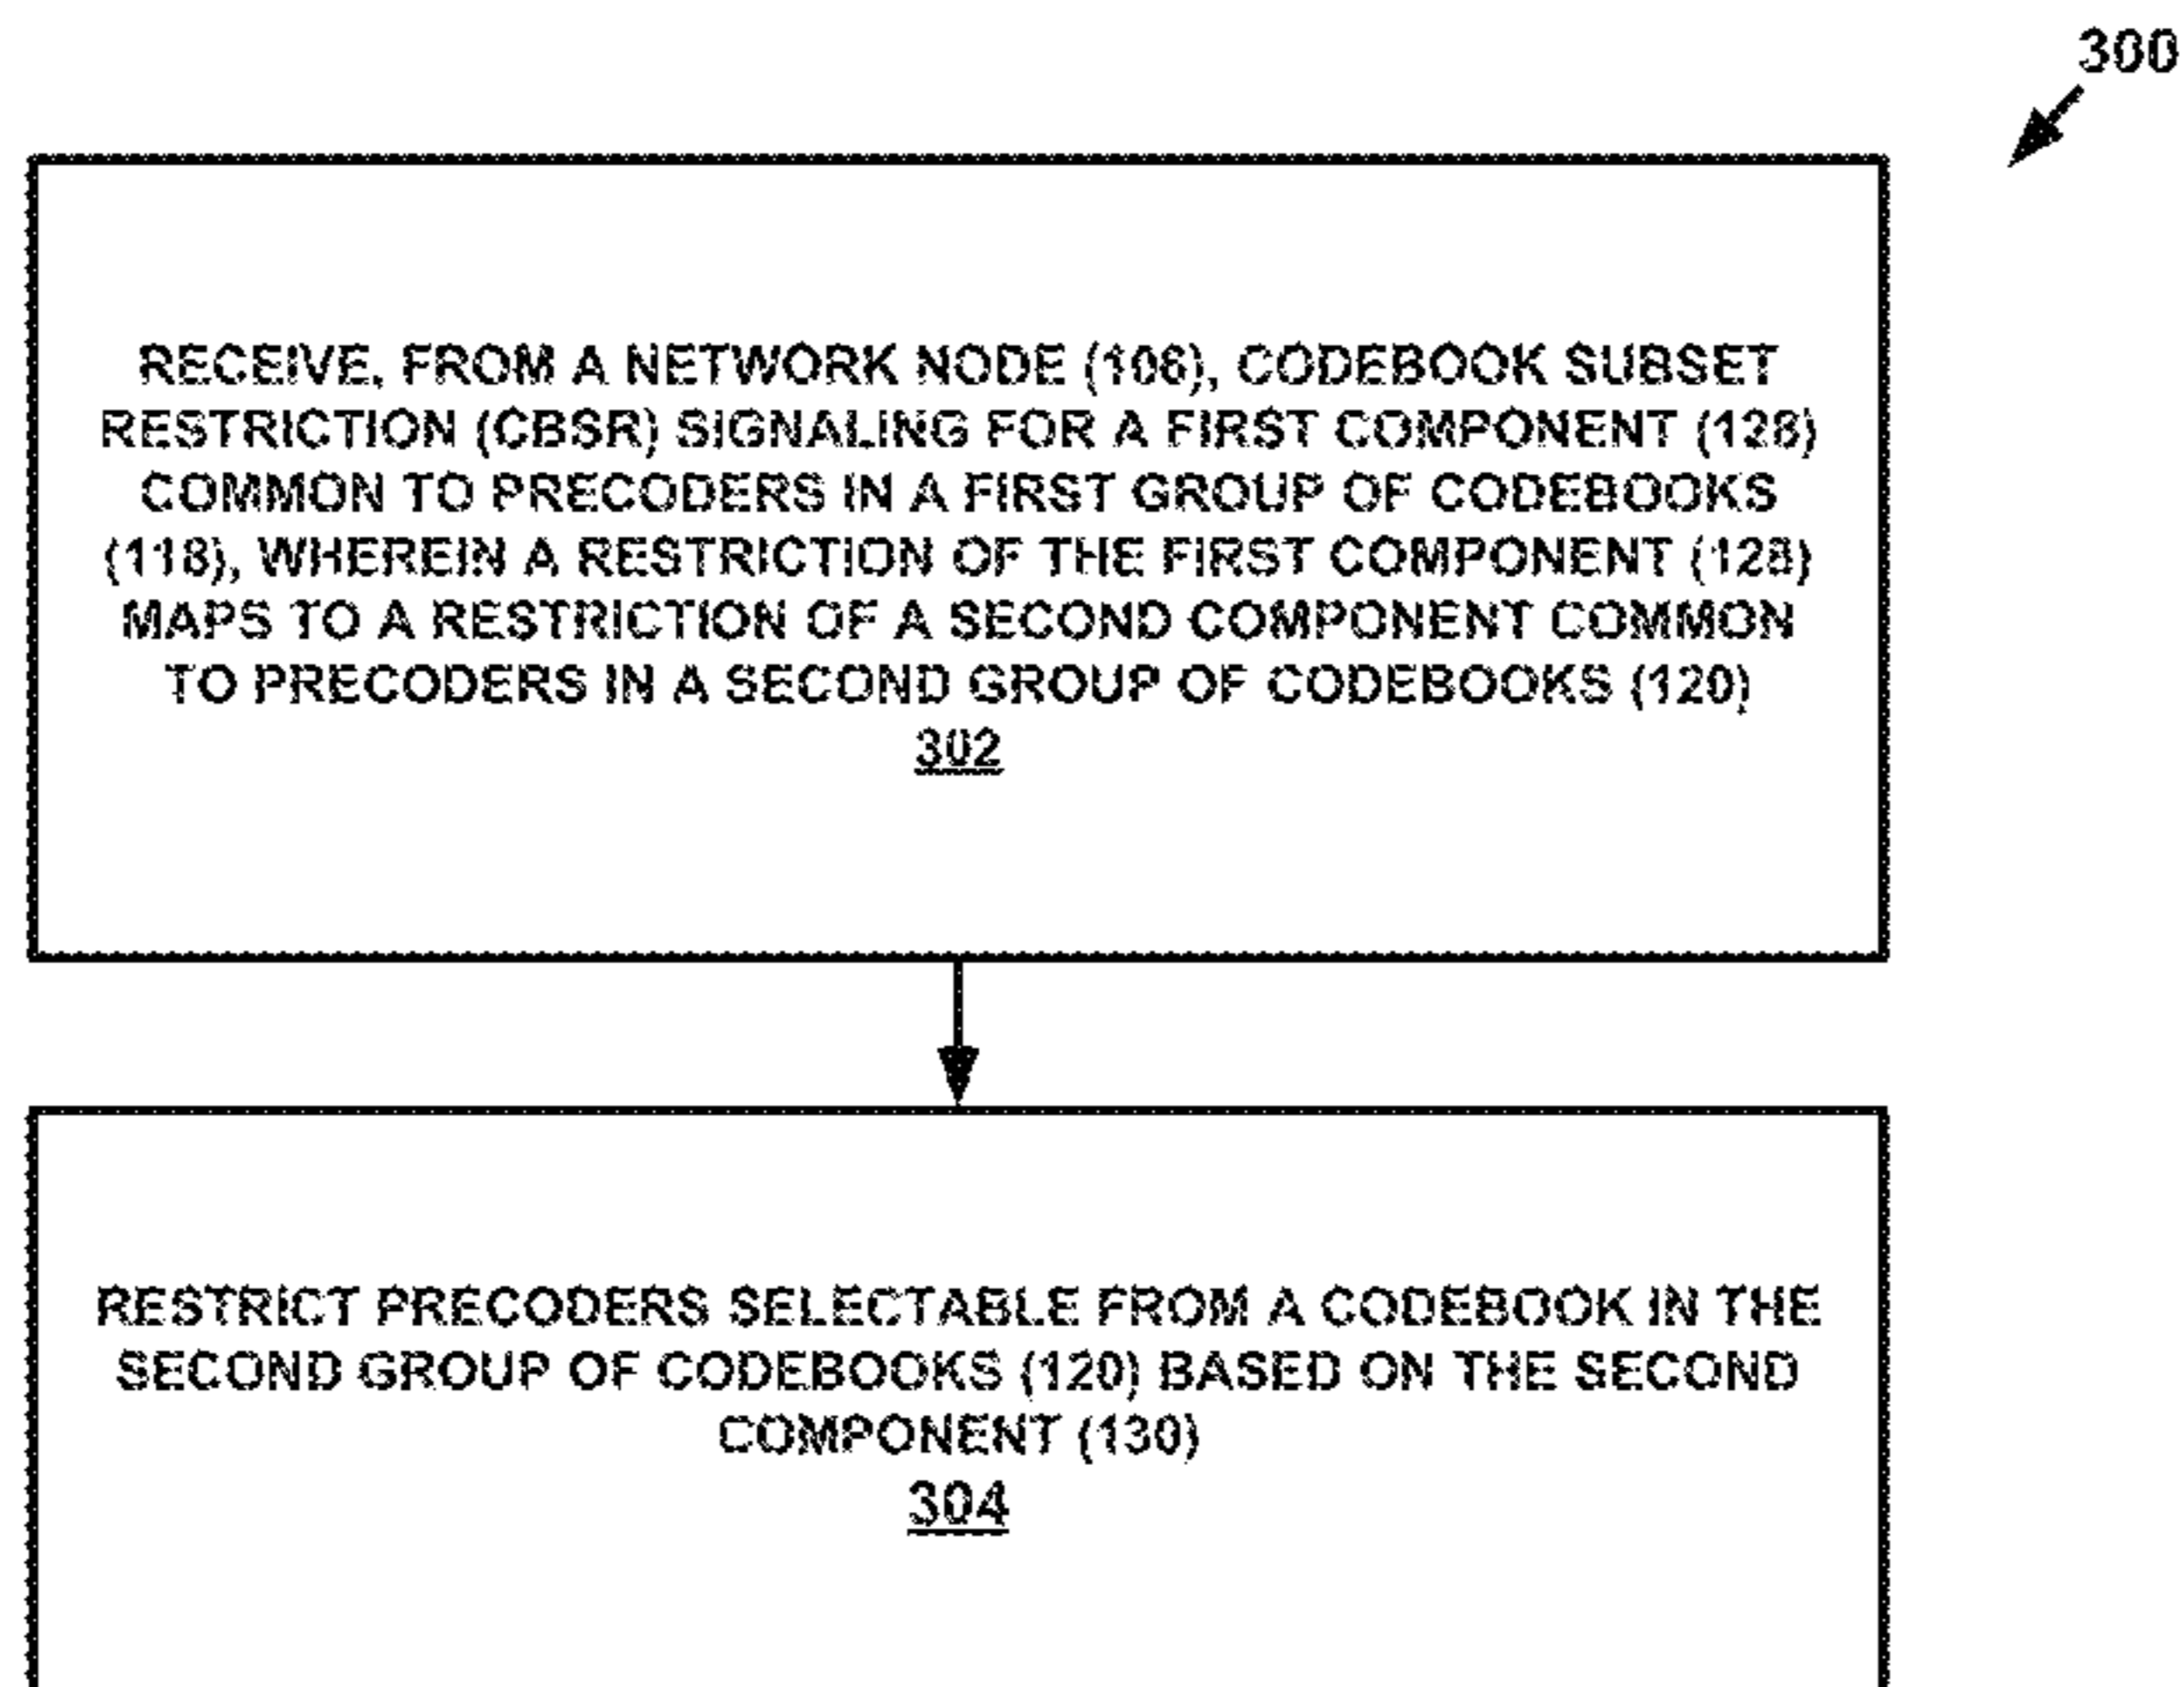 300
RECEIVE, FROM A NETWORK NODE (106), CODEBOOK SUBSET
RESTRICTION (CBSR) SIGNALING FOR A FIRST COMPONENT (128)
COMMON TO PRECODERS IN A FIRST GROUP OF CODEBOOKS
(118), WHEREIN A RESTRICTION OF THE FIRST COMPONENT (128)
MAPS TO A RESTRICTION OF A SECOND COMPONENT COMMON
TO PRECODERS IN A SECOND GROUP OF CODEBOOKS (120)
302
RESTRICT PRECODERS SELECTABLE FROM A CODEBOOK IN THE
SECOND GROUP OF CODEBOOKS (120) BASED ON THE SECOND
COMPONENT (130)
304